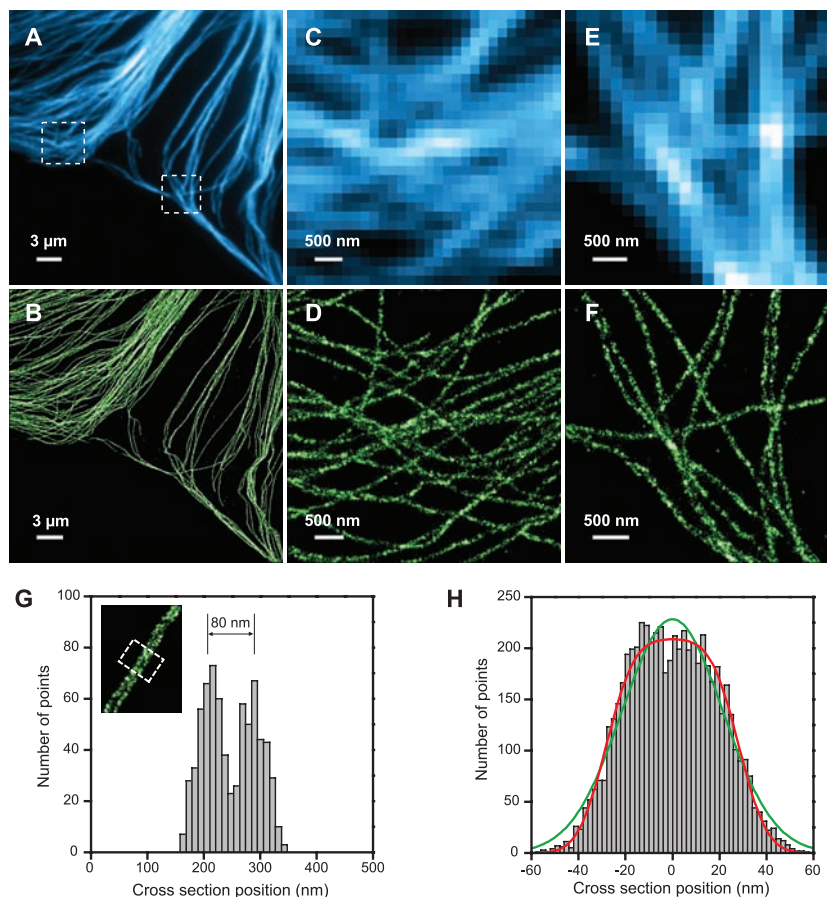 A
3 µm
C
500 nm
E
500 nm
B
3 µm
D
500 nm
F
500 nm
G
100
80
60
40
20
0
80 nm
Number of points
0 100 200 300 400 500
Cross section position (nm)
H
250
200
150
100
50
0
Number of points
-60 -40 -20 0 20 40 60
Cross section position (nm)